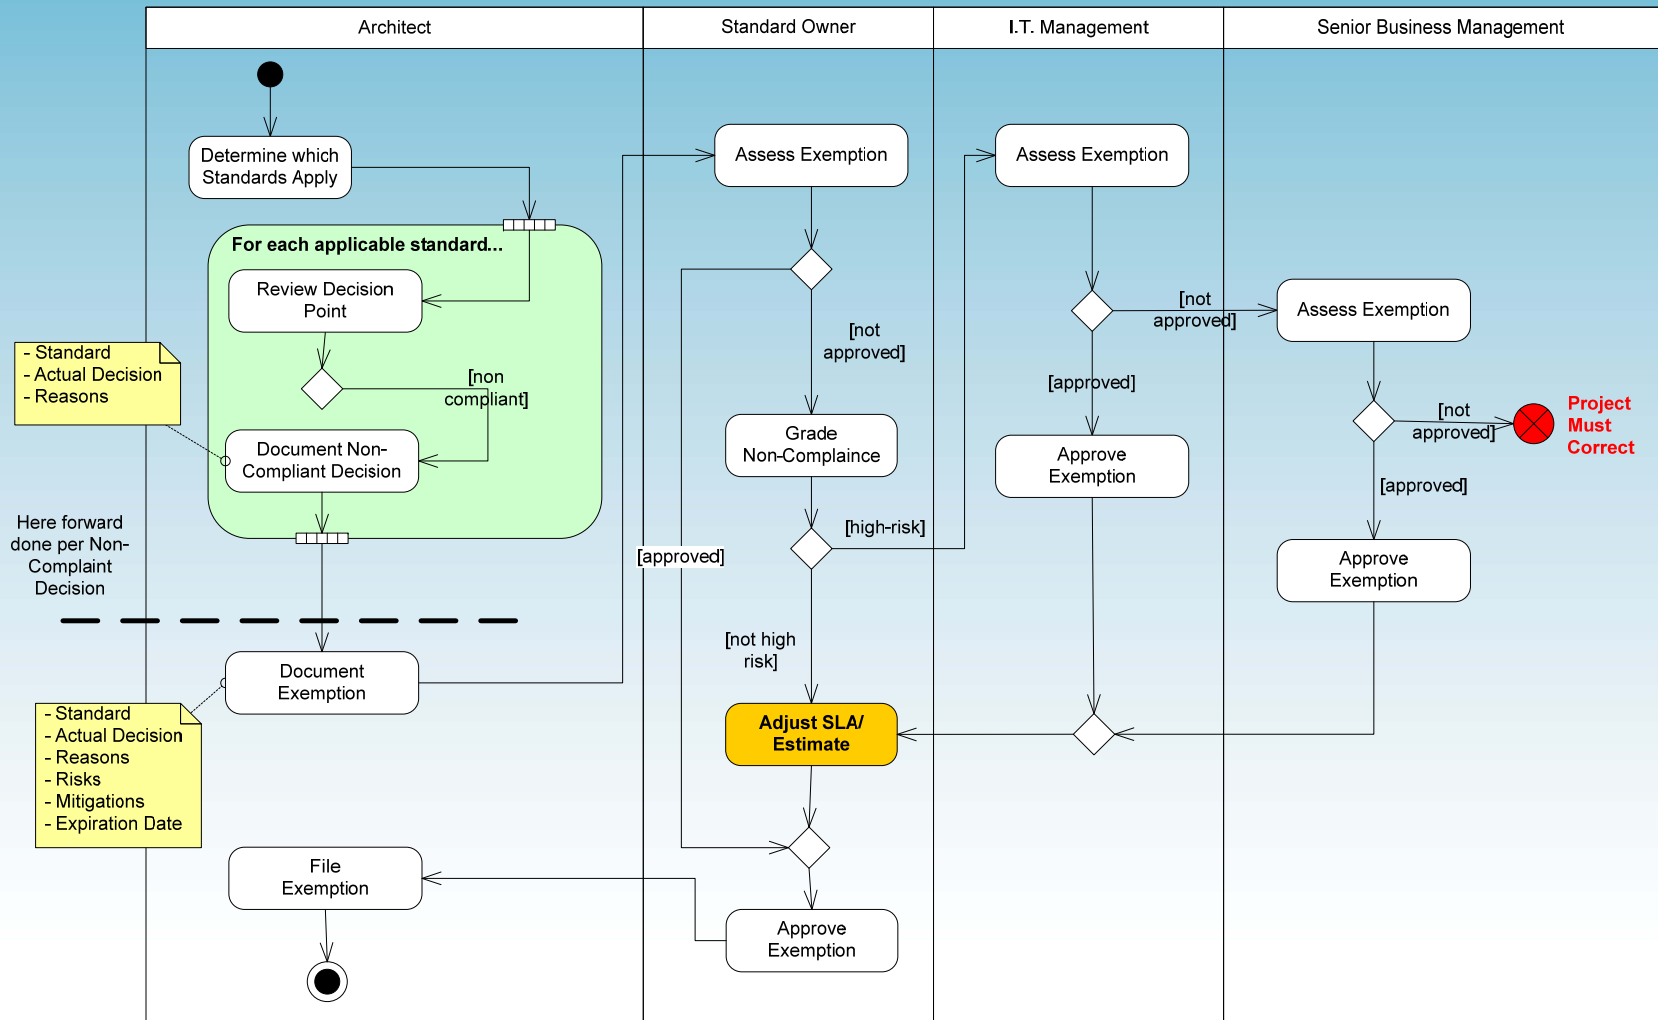 Architect
Standard Owner
I.T. Management
Senior Business Management
Determine which
Standards Apply
For each applicable standard...
Review Decision
Point
[non
compliant]
Document Non-
Compliant Decision
- Standard
- Actual Decision
- Reasons
Here forward
done per Non-
Complaint
Decision
Document
Exemption
- Standard
- Actual Decision
- Reasons
- Risks
- Mitigations
- Expiration Date
File
Exemption
Assess Exemption
[not
approved]
Grade
Non-Complaince
[approved]
[high-risk]
[not high
risk]
Adjust SLA/
Estimate
Approve
Exemption
Assess Exemption
[not
approved]
[approved]
Approve
Exemption
Assess Exemption
[not
approved]
Project
Must
Correct
[approved]
Approve
Exemption